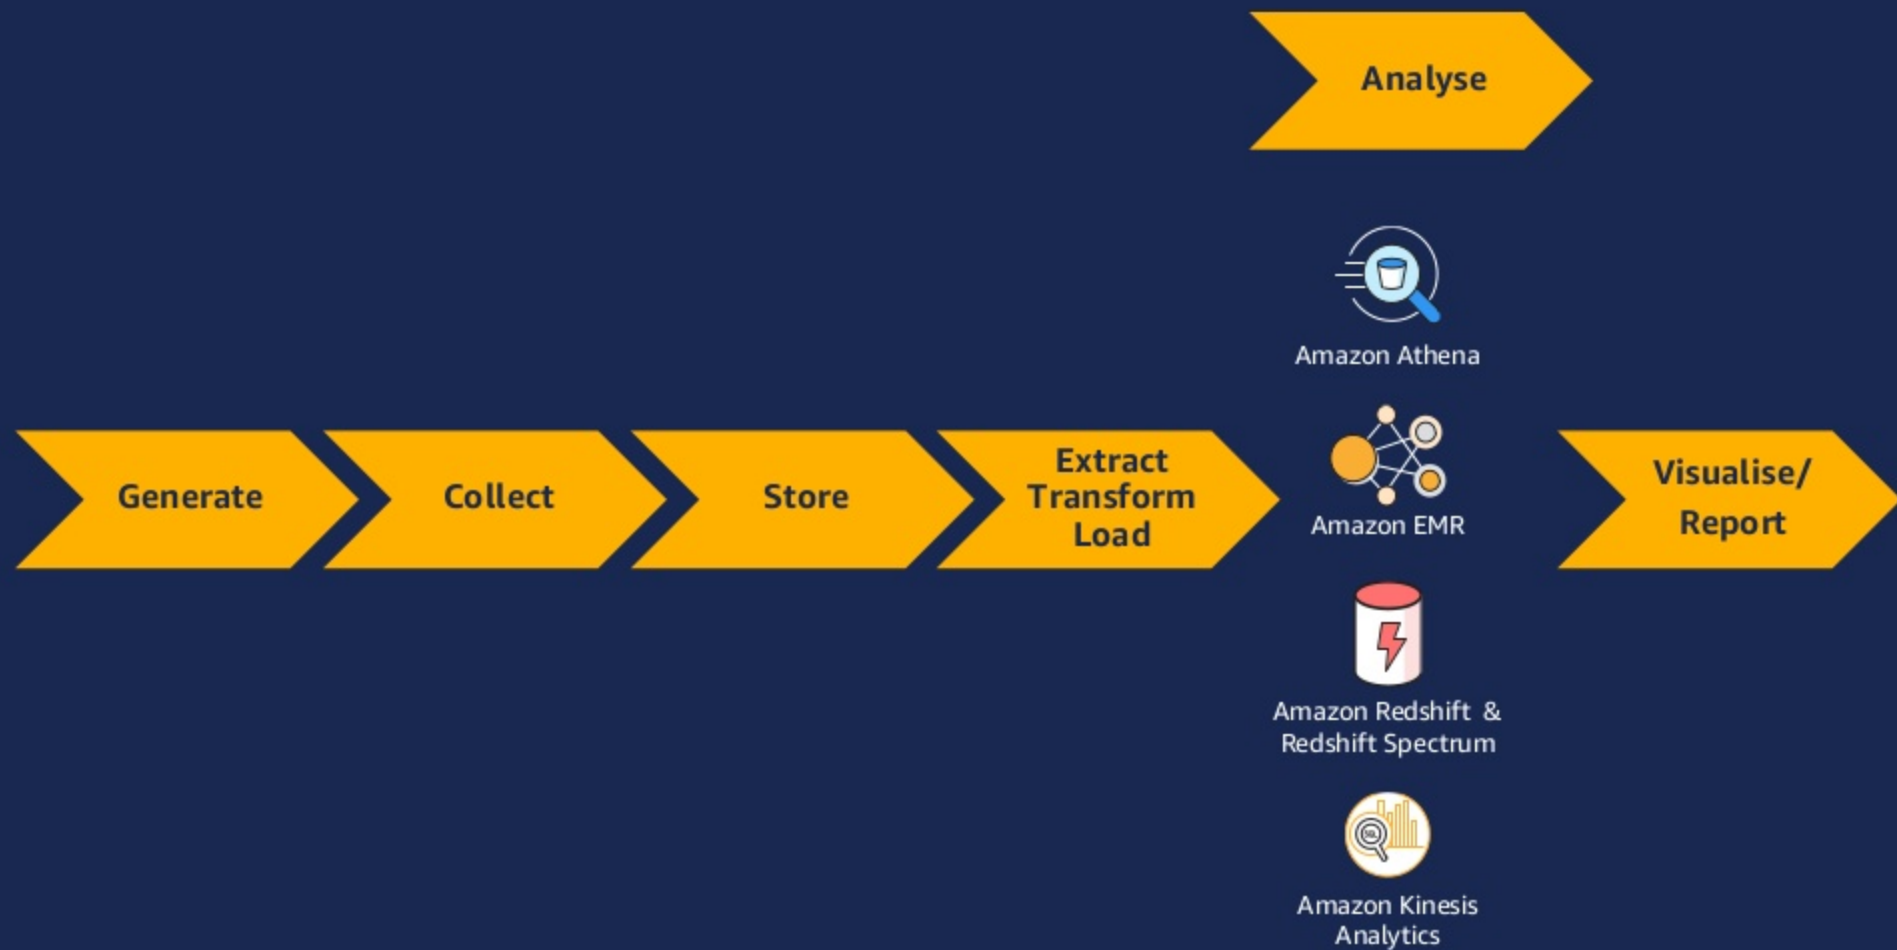 Analyse
Amazon Athena
Generate
Collect
Store
Extract
Transform
Load
Amazon EMR
Visualise/
Report
Amazon Redshift &
Redshift Spectrum
Amazon Kinesis
Analytics